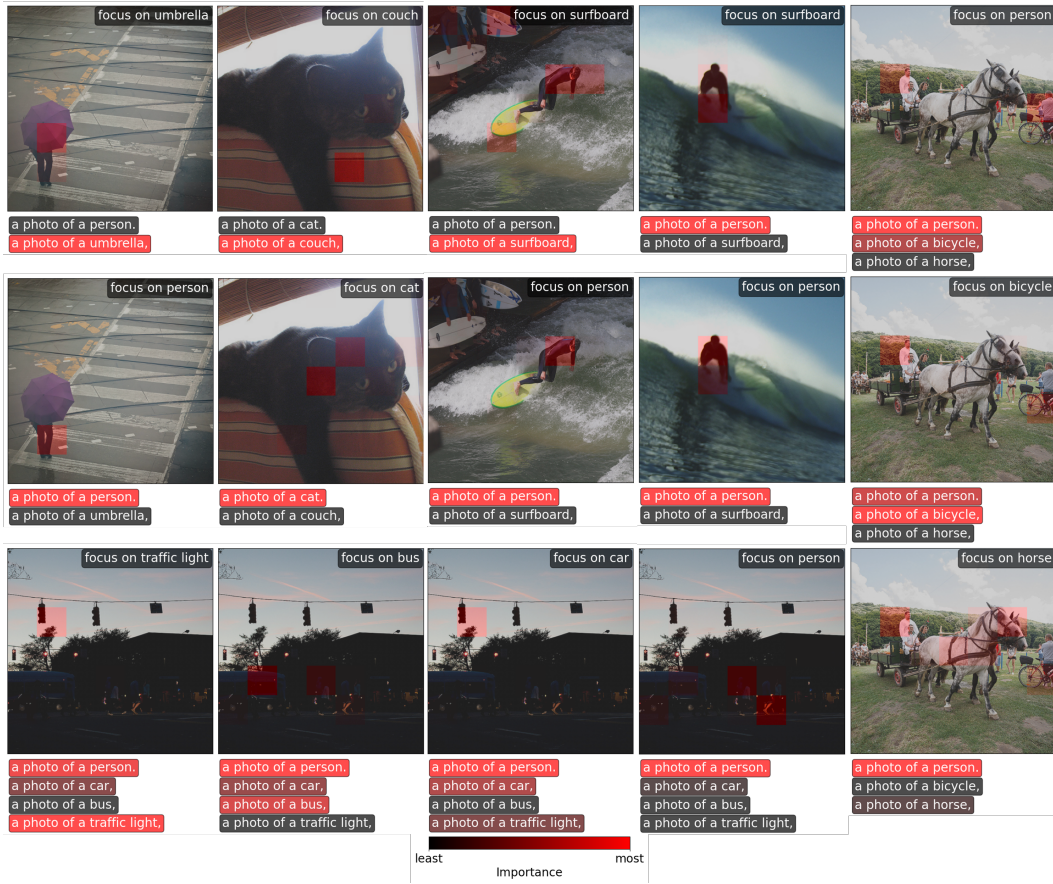 focus on umbrella
a photo of a person.
a photo of a umbrella,
focus on couch
a photo of a cat.
a photo of a couch,
focus on surfboard
a photo of a person.
a photo of a surfboard,
focus on surfboard
a photo of a person.
a photo of a surfboard,
focus on person
a photo of a person.
a photo of a bicycle,
a photo of a horse,
focus on person
a photo of a person.
a photo of a umbrella,
focus on cat
a photo of a cat.
a photo of a couch,
focus on person
a photo of a person.
a photo of a surfboard,
focus on person
a photo of a person.
a photo of a surfboard,
focus on bicycle
a photo of a person.
a photo of a bicycle,
a photo of a horse,
focus on traffic light
a photo of a person.
a photo of a car,
a photo of a bus,
a photo of a traffic light,
focus on bus
a photo of a person.
a photo of a car,
a photo of a bus,
a photo of a traffic light,
focus on car
a photo of a person.
a photo of a car,
a photo of a bus,
a photo of a traffic light,
focus on person
a photo of a person.
a photo of a car,
a photo of a bus,
a photo of a traffic light,
focus on horse
a photo of a person.
a photo of a bicycle,
a photo of a horse,
least
most
Importance